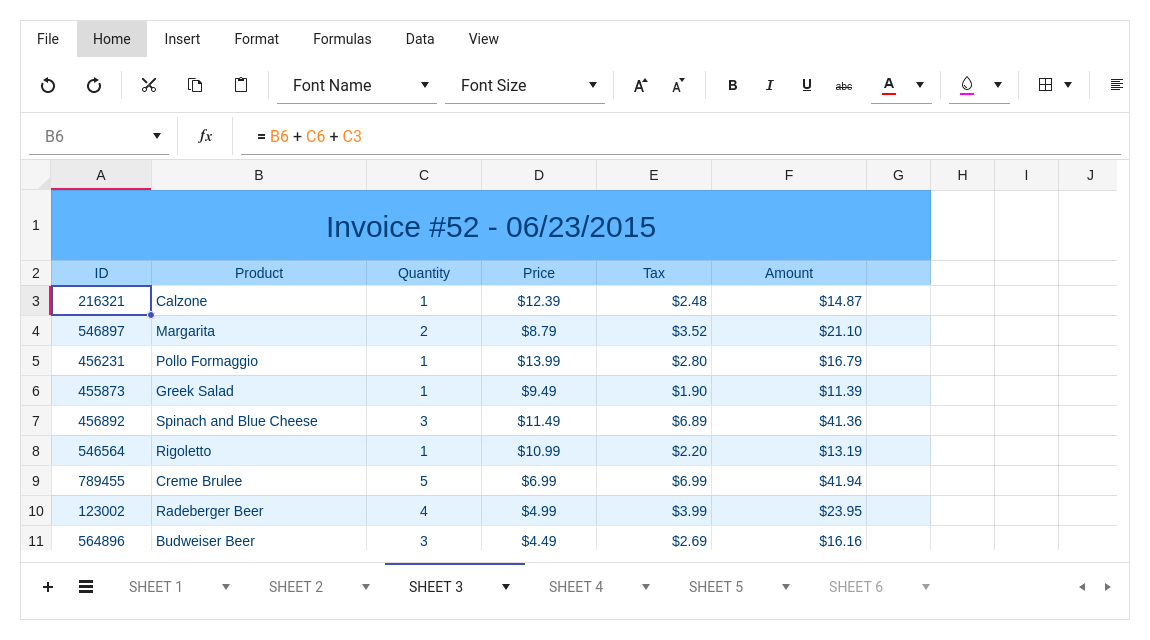 File Home Insert Format Formulas Data View
Font Name Font Size A A B I U abc A
B6 fx = B6 + C6 + C3
A B C D E F G H I J
1 Invoice #52 - 06/23/2015
2 ID Product Quantity Price Tax Amount
3 216321 Calzone 1 $12.39 $2.48 $14.87
4 546897 Margarita 2 $8.79 $3.52 $21.10
5 456231 Pollo Formaggio 1 $13.99 $2.80 $16.79
6 455873 Greek Salad 1 $9.49 $1.90 $11.39
7 456892 Spinach and Blue Cheese 3 $11.49 $6.89 $41.36
8 546564 Rigoletto 1 $10.99 $2.20 $13.19
9 789455 Creme Brulee 5 $6.99 $6.99 $41.94
10 123002 Radeberger Beer 4 $4.99 $3.99 $23.95
11 564896 Budweiser Beer 3 $4.49 $2.69 $16.16
SHEET 1 SHEET 2 SHEET 3 SHEET 4 SHEET 5 SHEET 6